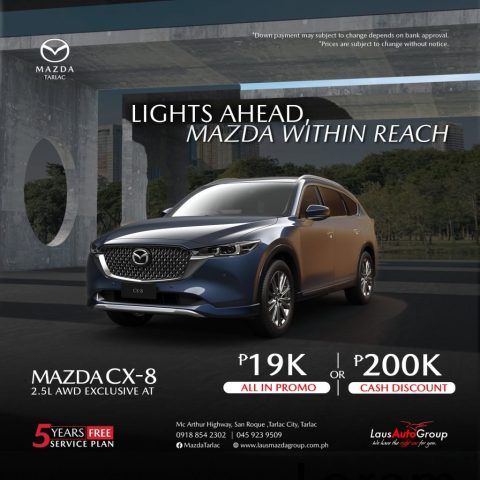 *Down payment may subject to change depends on bank approval.
*Prices are subject to change without notice.
MAZDA
TARLAC
LIGHTS AHEAD,
MAZDA WITHIN REACH
CX-8
MAZDA CX-8
2.5L AWD EXCLUSIVE AT
₱19K
ALL IN PROMO
OR
₱200K
CASH DISCOUNT
5 YEARS FREE
SERVICE PLAN
Mc Arthur Highway, San Roque ,Tarlac City, Tarlac
0918 854 2302 | 045 923 9509
MazdaTarlac www.lausmazdagroup.com.ph
LausAutoGroup
We have the right car for you.